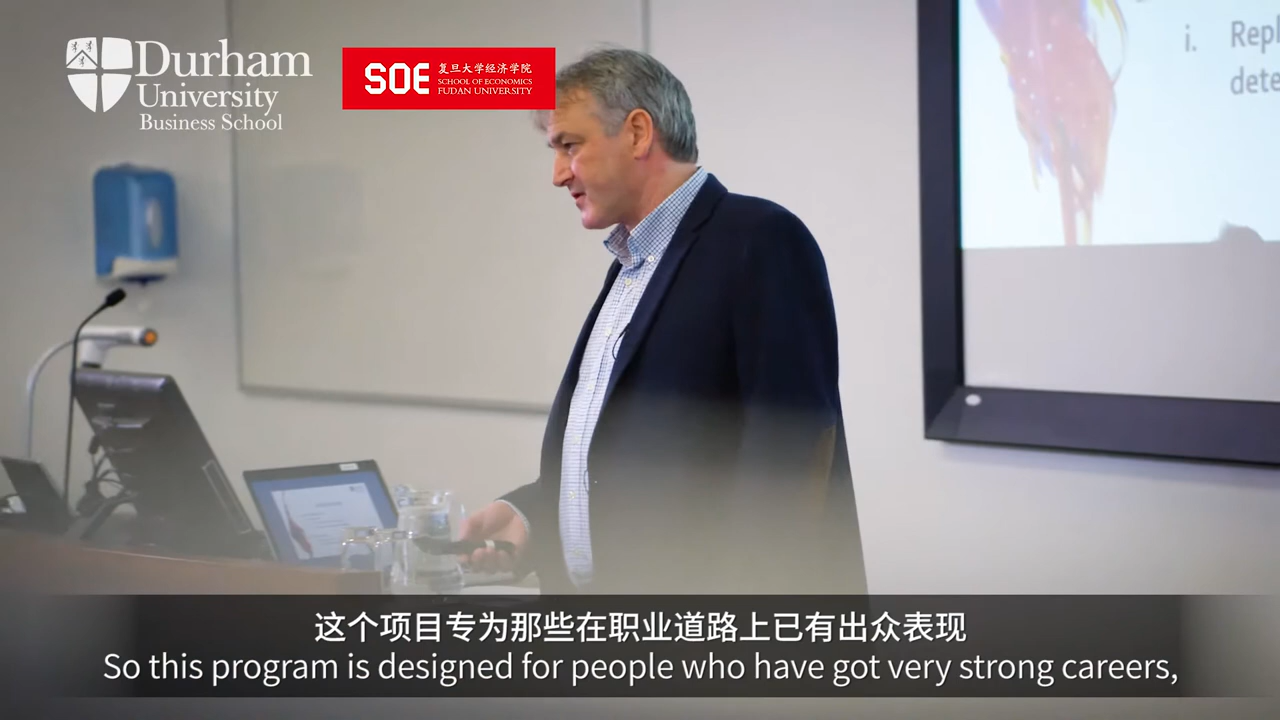 Durham
University
Business School
SOE
复旦大学经济学院
SCHOOL OF ECONOMICS
FUDAN UNIVERSITY
i. Repl
dete
这个项目专为那些在职业道路上已有出众表现
So this program is designed for people who have got very strong careers,